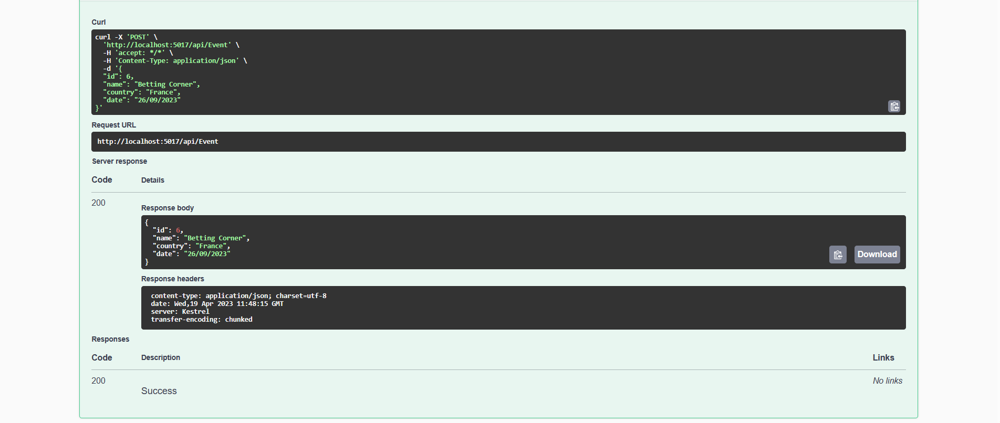 Curl
curl -X 'POST' \
  'http://localhost:5017/api/Event' \
  -H 'accept: */*' \
  -H 'Content-Type: application/json' \
  -d '{
  "id": 6,
  "name": "Betting Corner",
  "country": "France",
  "date": "26/09/2023"
}'
Request URL
http://localhost:5017/api/Event
Server response
Code Details
200
Response body
{
  "id": 6,
  "name": "Betting Corner",
  "country": "France",
  "date": "26/09/2023"
}
Download
Response headers
content-type: application/json; charset=utf-8
date: Wed,19 Apr 2023 11:48:15 GMT
server: Kestrel
transfer-encoding: chunked
Responses
Code Description Links
200 No links
Success